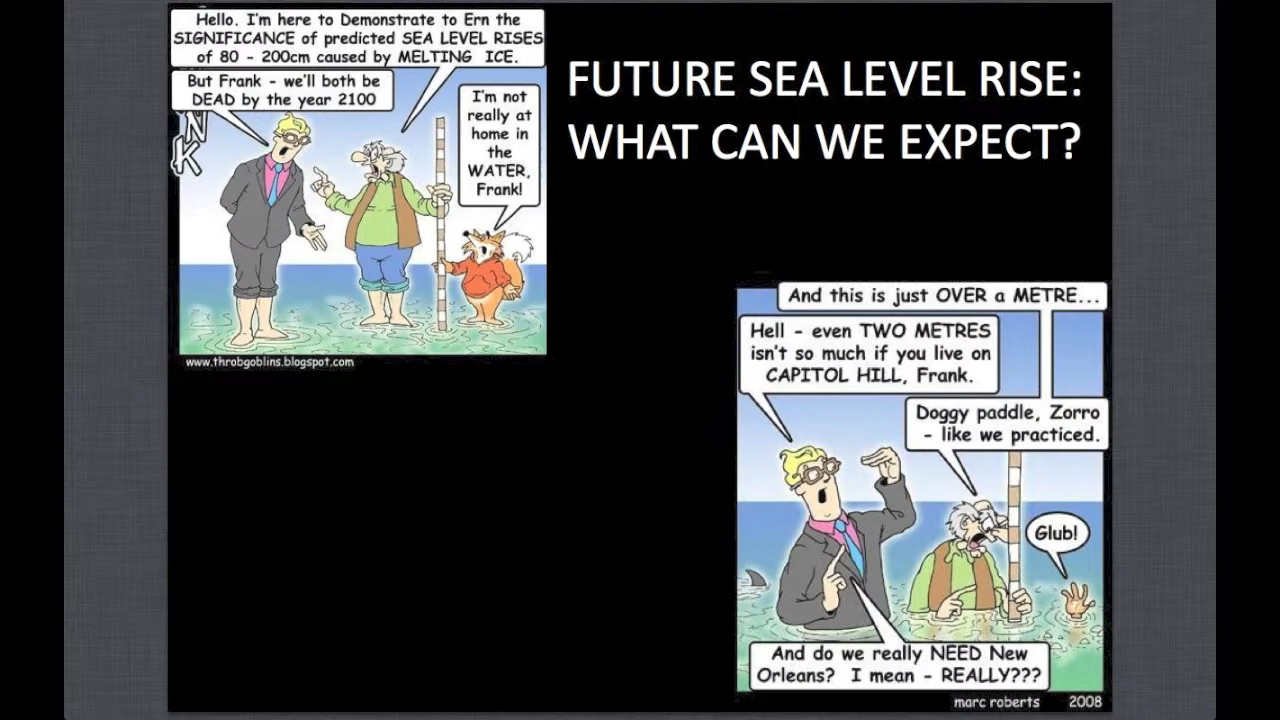 Hello. I'm here to Demonstrate to Ern the
SIGNIFICANCE of predicted SEA LEVEL RISES
of 80 - 200cm caused by MELTING ICE.
But Frank - we'll both be
DEAD by the year 2100
I'm not
really at
home in
the
WATER,
Frank!
NK
www.throbgoblins.blogspot.com
FUTURE SEA LEVEL RISE:
WHAT CAN WE EXPECT?
And this is just OVER a METRE...
Hell - even TWO METRES
isn't so much if you live on
CAPITOL HILL, Frank.
Doggy paddle, Zorro
- like we practiced.
Glub!
And do we really NEED New
Orleans? I mean - REALLY???
marc roberts 2008